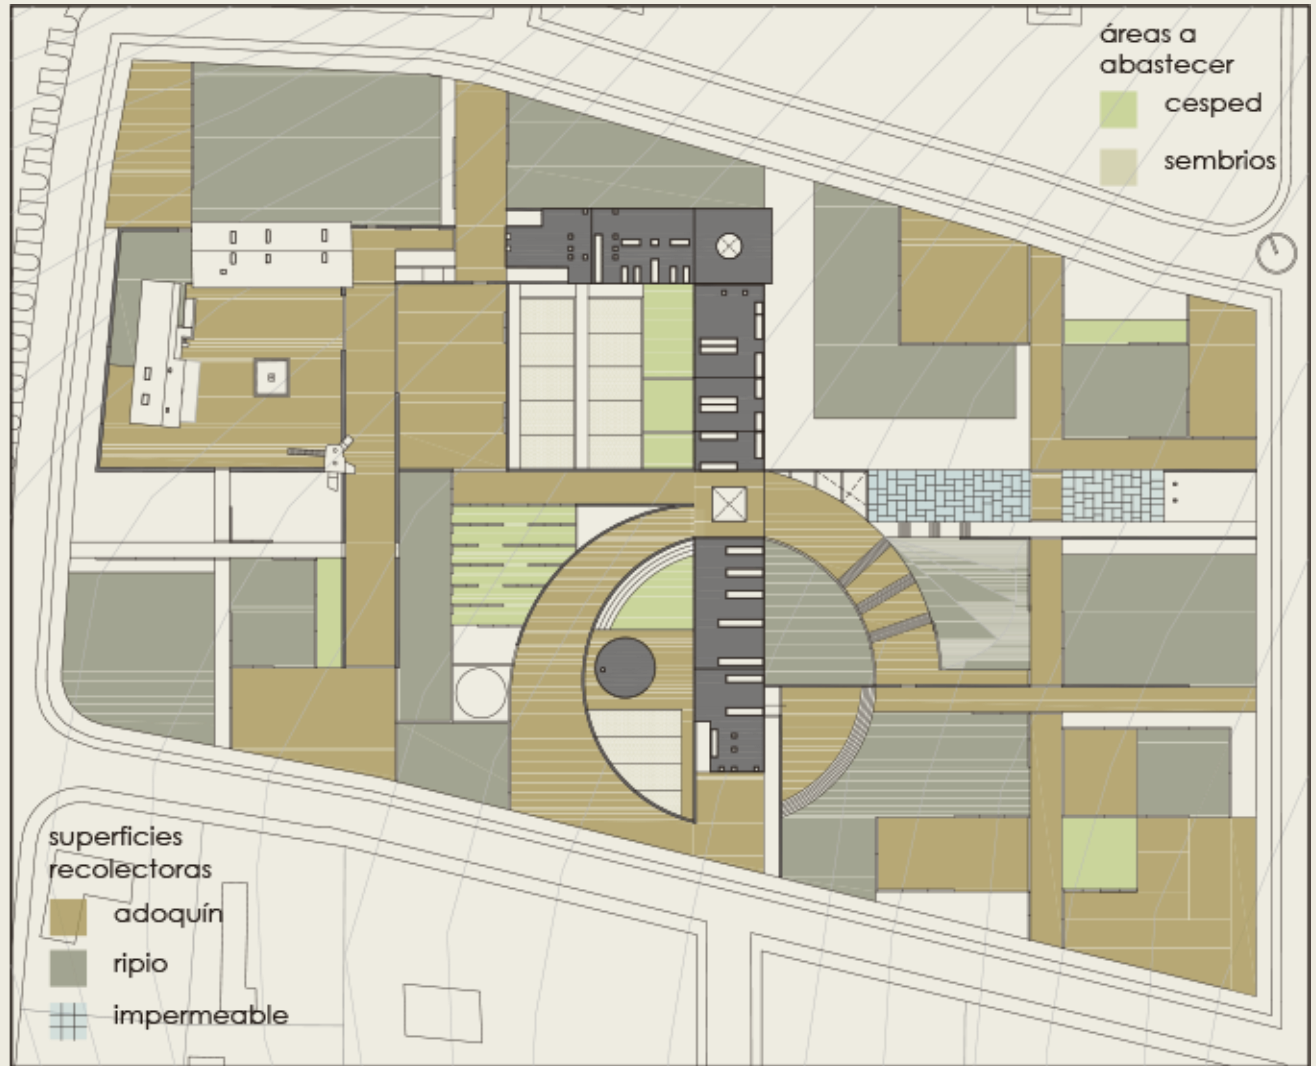 áreas a
abastecer
cesped
sembrios
superficies
recolectoras
adoquín
ripio
impermeable